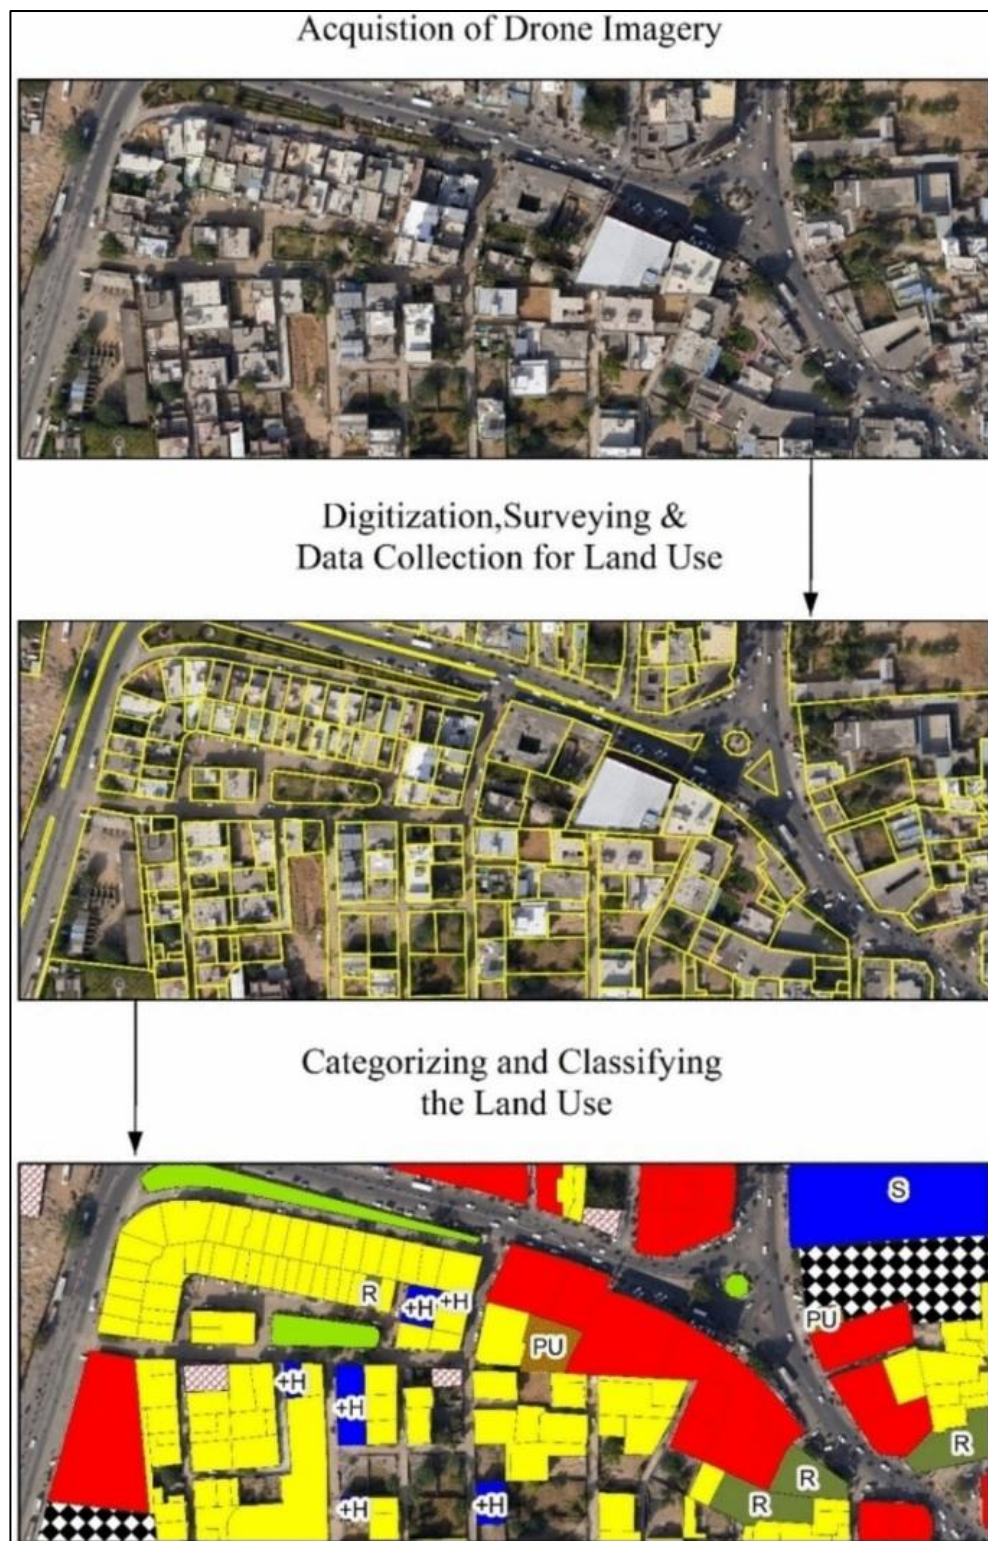 Acquistion of Drone Imagery
Digitization,Surveying &
Data Collection for Land Use
Categorizing and Classifying
the Land Use
S
R
+H
+H
PU
PU
+H
+H
R
R
R
+H
+H